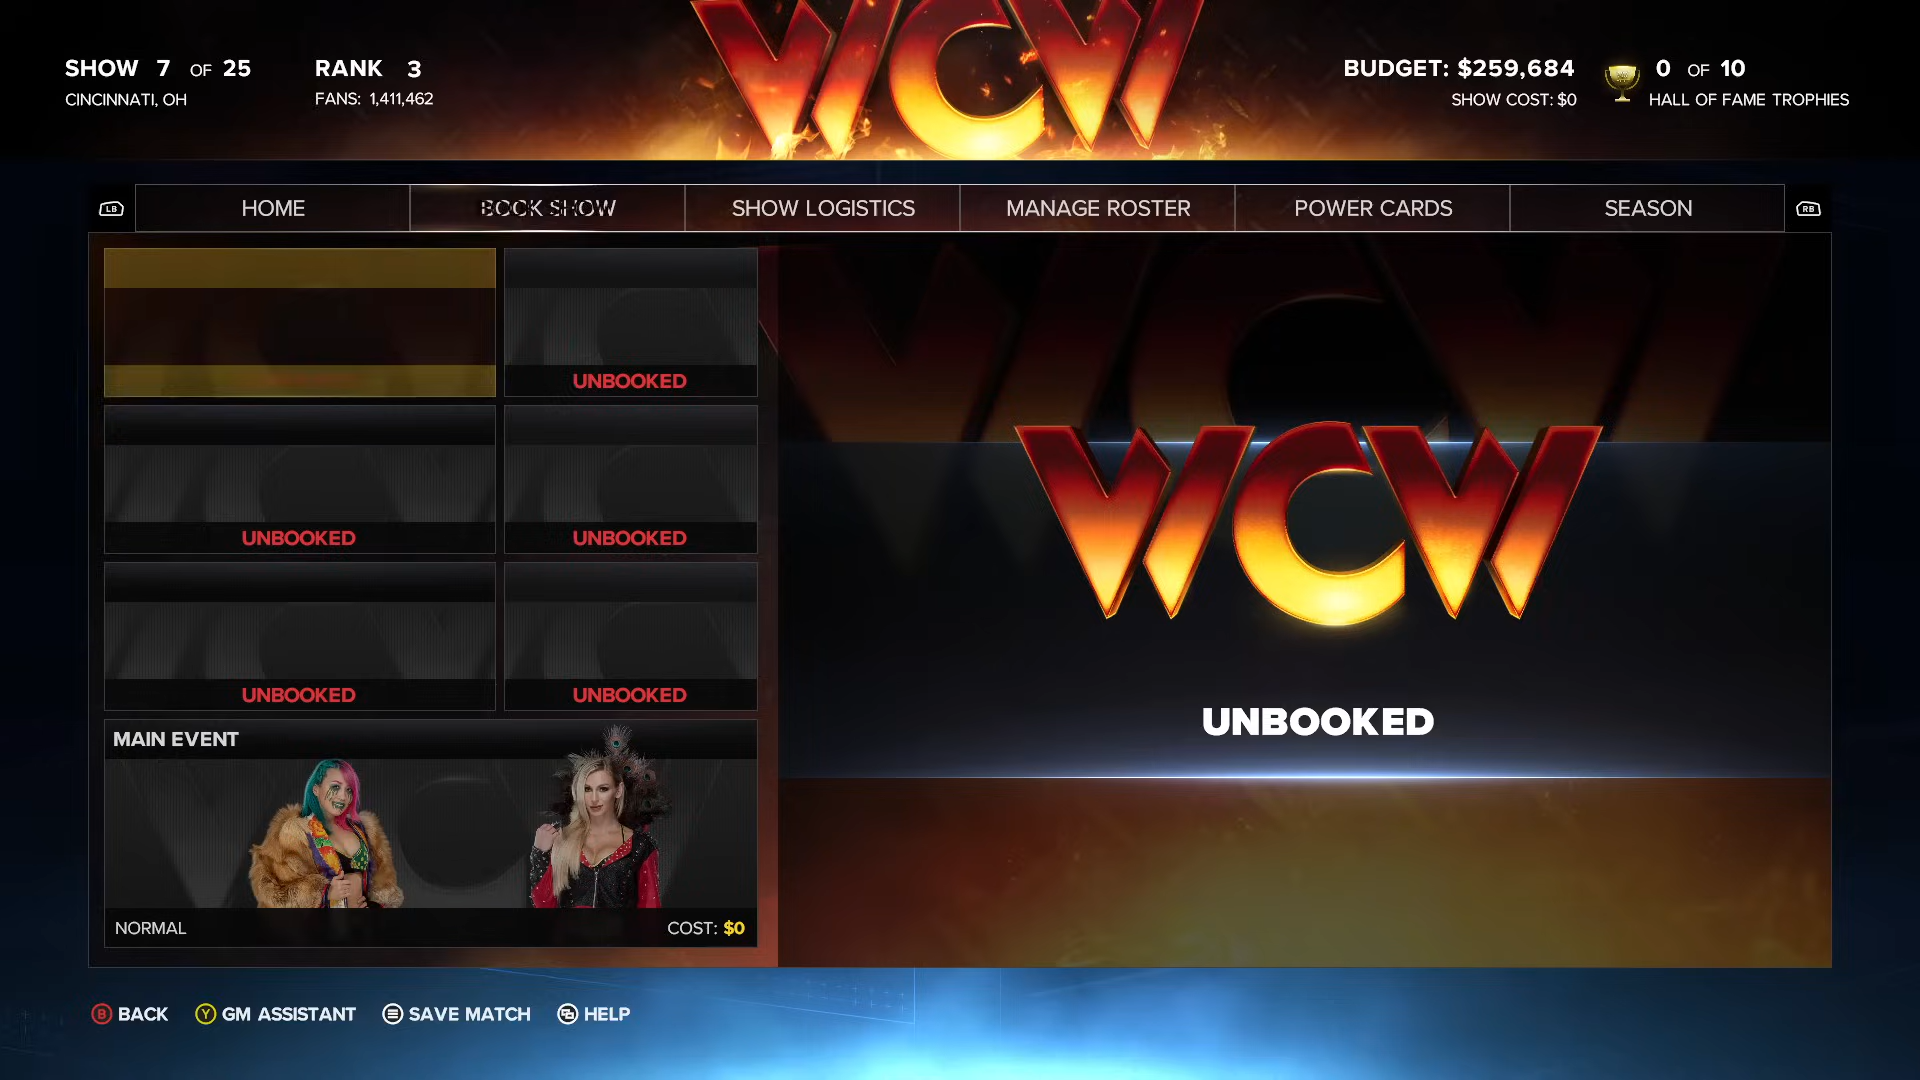 WCW
SHOW 7 OF 25
CINCINNATI, OH
RANK 3
FANS: 1,411,462
BUDGET: $259,684
SHOW COST: $0
0 OF 10
HALL OF FAME TROPHIES
LB
HOME
BOOK SHOW
SHOW LOGISTICS
MANAGE ROSTER
POWER CARDS
SEASON
RB
UNBOOKED
UNBOOKED
UNBOOKED
UNBOOKED
UNBOOKED
MAIN EVENT
NORMAL
COST: $0
WCW
UNBOOKED
B BACK
Y GM ASSISTANT
SAVE MATCH
HELP